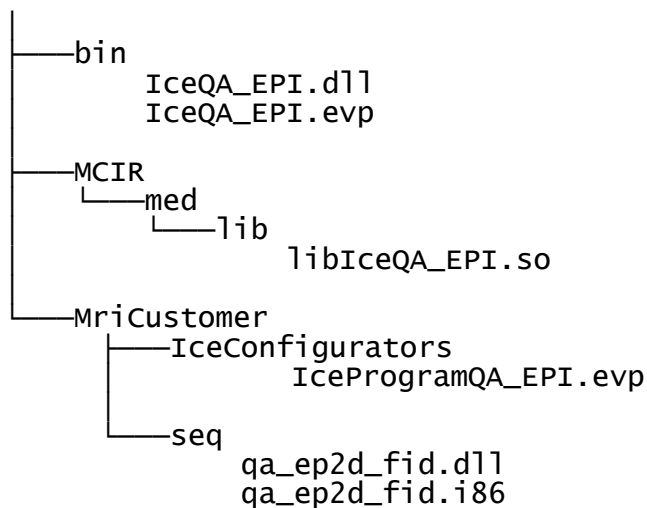 bin
IceQA_EPI.dll
IceQA_EPI.evp
MCIR
med
lib
libIceQA_EPI.so
MriCustomer
IceConfigurators
IceProgramQA_EPI.evp
seq
qa_ep2d_fid.dll
qa_ep2d_fid.i86